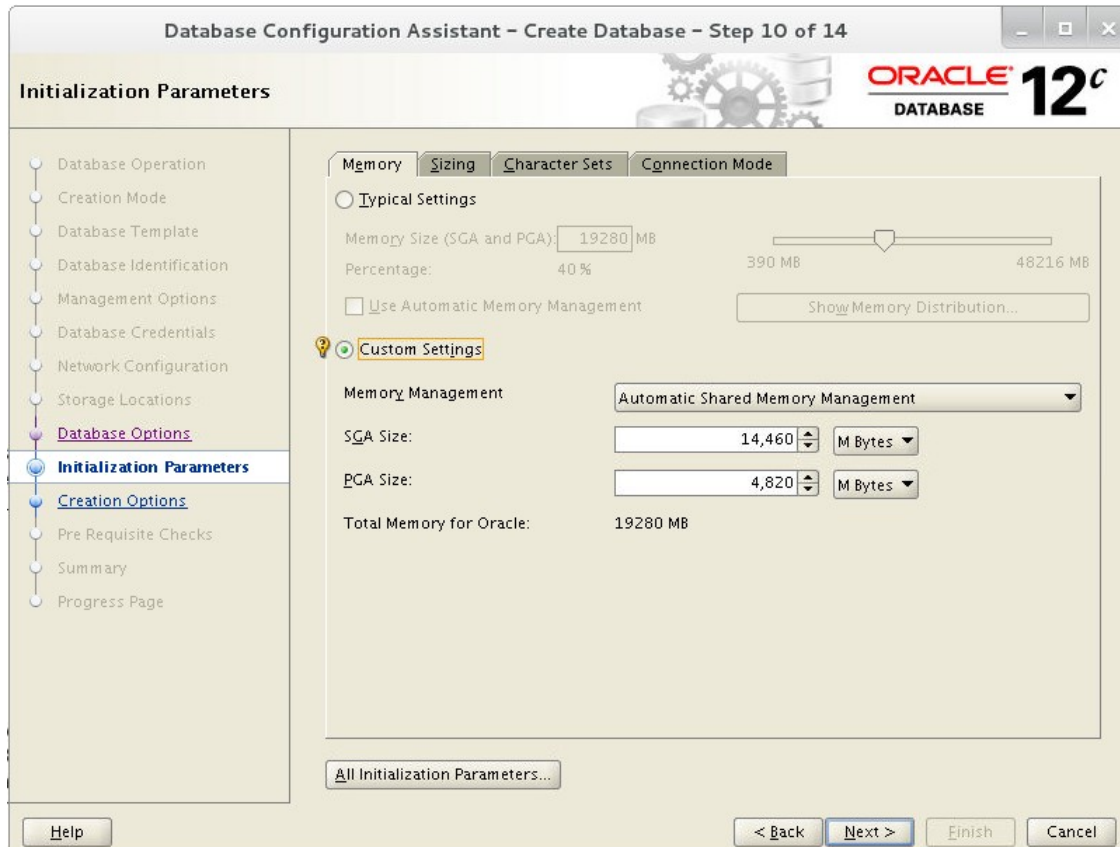 Database Configuration Assistant - Create Database - Step 10 of 14
Initialization Parameters
ORACLE® DATABASE 12c
Database Operation
Creation Mode
Database Template
Database Identification
Management Options
Database Credentials
Network Configuration
Storage Locations
Database Options
Initialization Parameters
Creation Options
Pre Requisite Checks
Summary
Progress Page
Memory Sizing Character Sets Connection Mode
Typical Settings
Memory Size (SGA and PGA): 19280 MB
390 MB 48216 MB
Percentage: 40 %
Use Automatic Memory Management Show Memory Distribution...
Custom Settings
Memory Management Automatic Shared Memory Management
SGA Size: 14,460 M Bytes
PGA Size: 4,820 M Bytes
Total Memory for Oracle: 19280 MB
All Initialization Parameters...
Help < Back Next > Finish Cancel